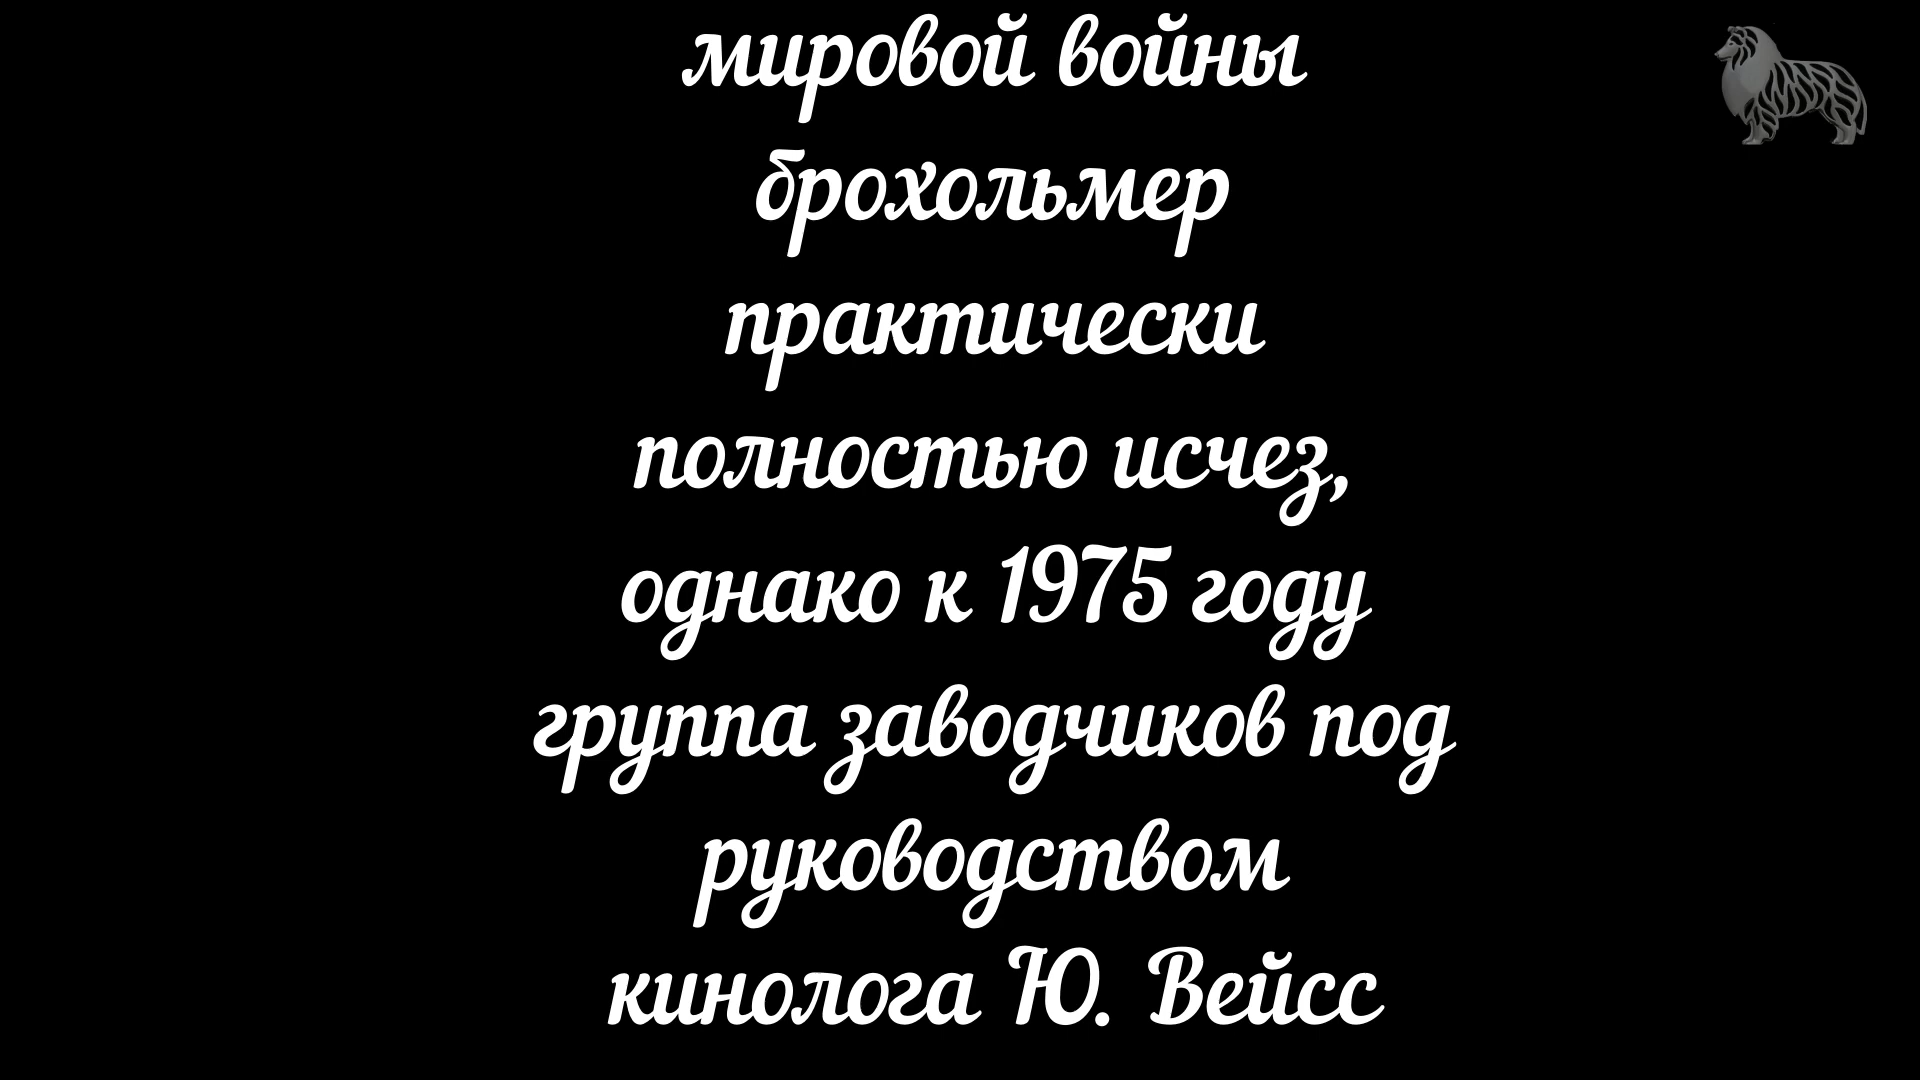 мировой войны
брохольмер
практически
полностью исчез,
однако к 1975 году
группа заводчиков под
руководством
кинолога Ю. Вейсс